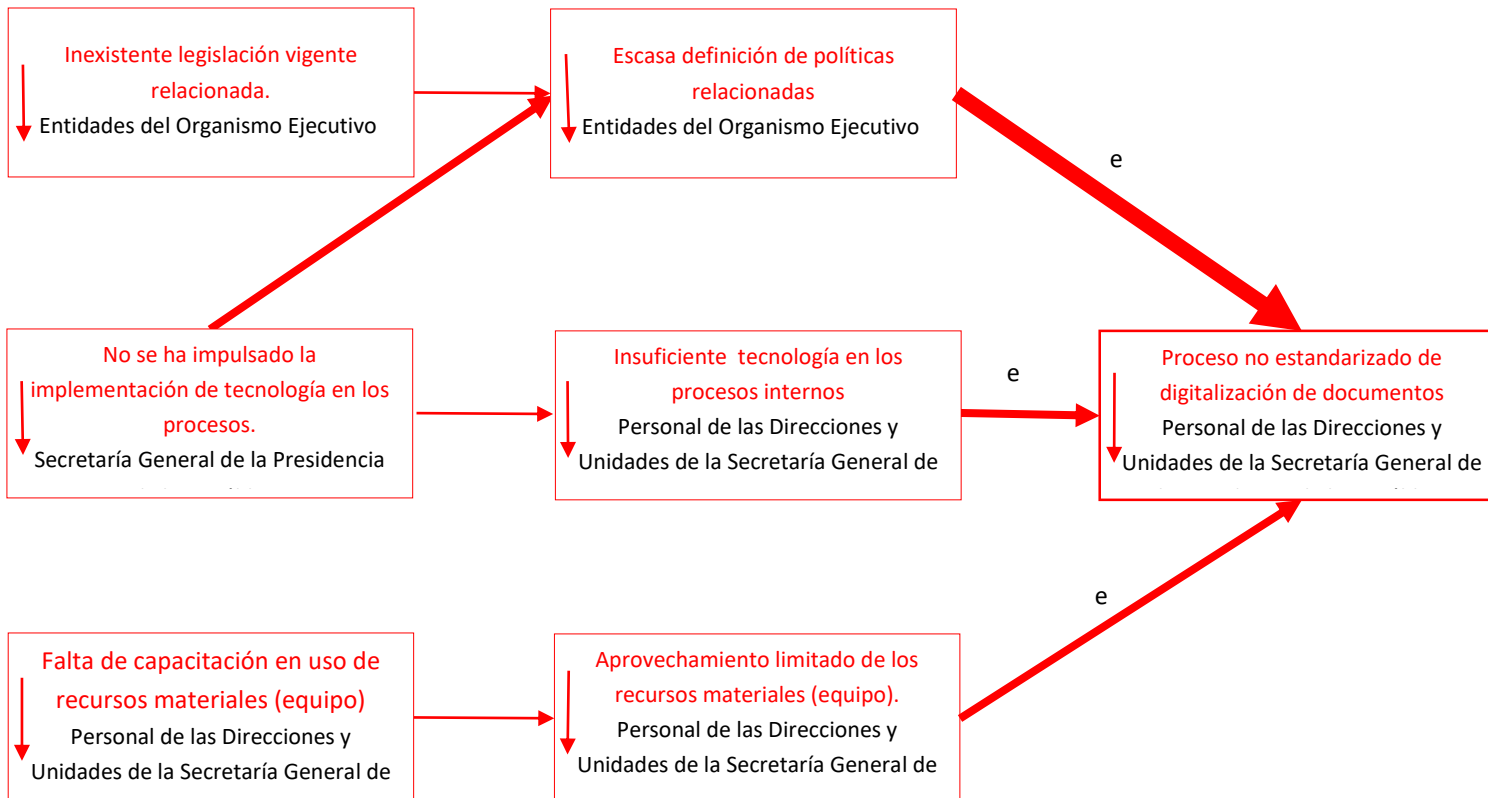 Inexistente legislación vigente
relacionada.
Entidades del Organismo Ejecutivo
Escasa definición de políticas
relacionadas
Entidades del Organismo Ejecutivo
e
No se ha impulsado la
implementación de tecnología en los
procesos.
Secretaría General de la Presidencia
Insuficiente tecnología en los
procesos internos
Personal de las Direcciones y
Unidades de la Secretaría General de
e
Proceso no estandarizado de
digitalización de documentos
Personal de las Direcciones y
Unidades de la Secretaría General de
e
Falta de capacitación en uso de
recursos materiales (equipo)
Personal de las Direcciones y
Unidades de la Secretaría General de
Aprovechamiento limitado de los
recursos materiales (equipo).
Personal de las Direcciones y
Unidades de la Secretaría General de